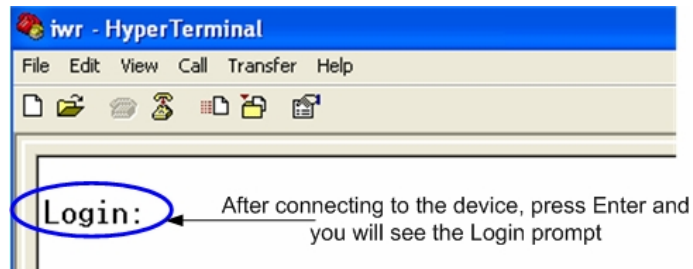 iwr - HyperTerminal
File Edit View Call Transfer Help
Login:
After connecting to the device, press Enter and
you will see the Login prompt